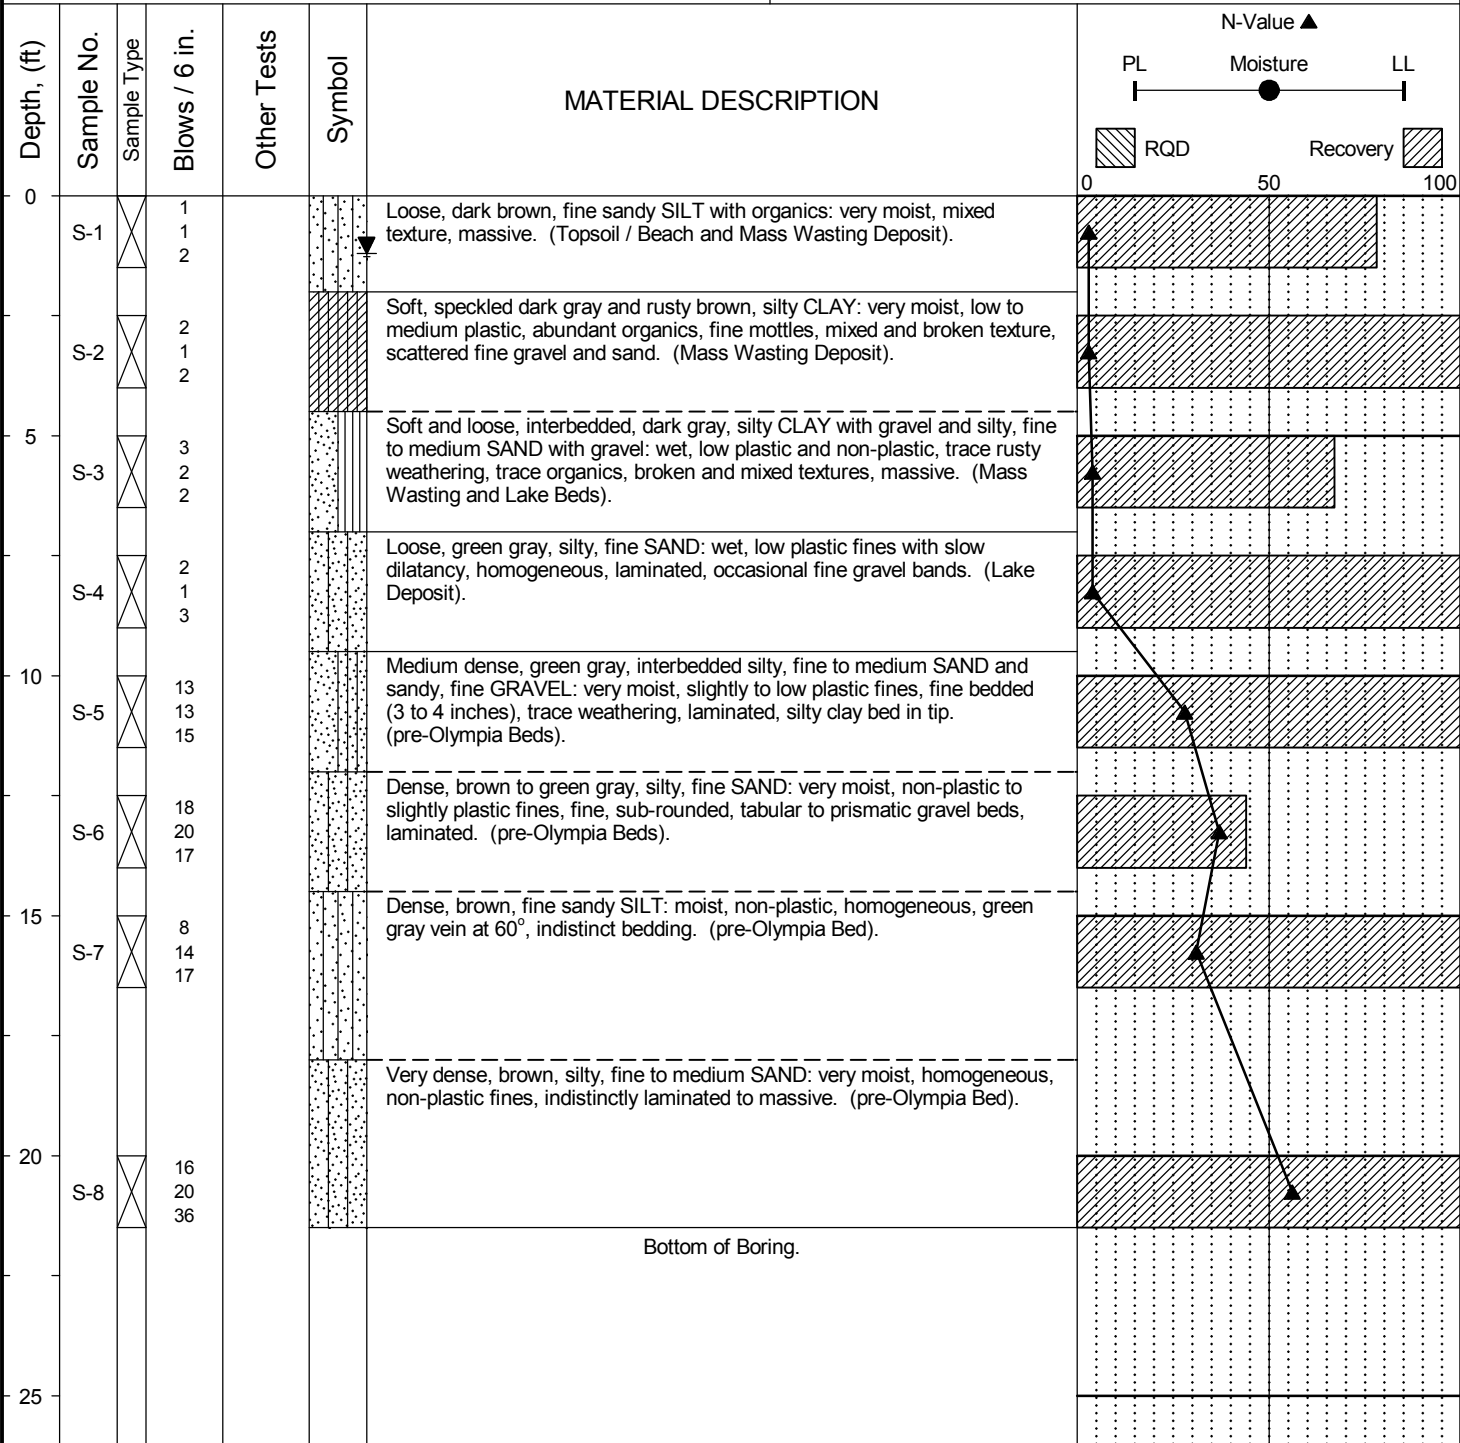 Depth, (ft)
Sample No.
Sample Type
Blows / 6 in.
Other Tests
Symbol
MATERIAL DESCRIPTION
N-Value ▲
PL Moisture LL
RQD Recovery
0 50 100
0
S-1
1
1
2
Loose, dark brown, fine sandy SILT with organics: very moist, mixed
texture, massive. (Topsoil / Beach and Mass Wasting Deposit).
S-2
2
1
2
Soft, speckled dark gray and rusty brown, silty CLAY: very moist, low to
medium plastic, abundant organics, fine mottles, mixed and broken texture,
scattered fine gravel and sand. (Mass Wasting Deposit).
5
S-3
3
2
2
Soft and loose, interbedded, dark gray, silty CLAY with gravel and silty, fine
to medium SAND with gravel: wet, low plastic and non-plastic, trace rusty
weathering, trace organics, broken and mixed textures, massive. (Mass
Wasting and Lake Beds).
S-4
2
1
3
Loose, green gray, silty, fine SAND: wet, low plastic fines with slow
dilatancy, homogeneous, laminated, occasional fine gravel bands. (Lake
Deposit).
10
S-5
13
13
15
Medium dense, green gray, interbedded silty, fine to medium SAND and
sandy, fine GRAVEL: very moist, slightly to low plastic fines, fine bedded
(3 to 4 inches), trace weathering, laminated, silty clay bed in tip.
(pre-Olympia Beds).
S-6
18
20
17
Dense, brown to green gray, silty, fine SAND: very moist, non-plastic to
slightly plastic fines, fine, sub-rounded, tabular to prismatic gravel beds,
laminated. (pre-Olympia Beds).
15
S-7
8
14
17
Dense, brown, fine sandy SILT: moist, non-plastic, homogeneous, green
gray vein at 60°, indistinct bedding. (pre-Olympia Bed).
Very dense, brown, silty, fine to medium SAND: very moist, homogeneous,
non-plastic fines, indistinctly laminated to massive. (pre-Olympia Bed).
20
S-8
16
20
36
Bottom of Boring.
25